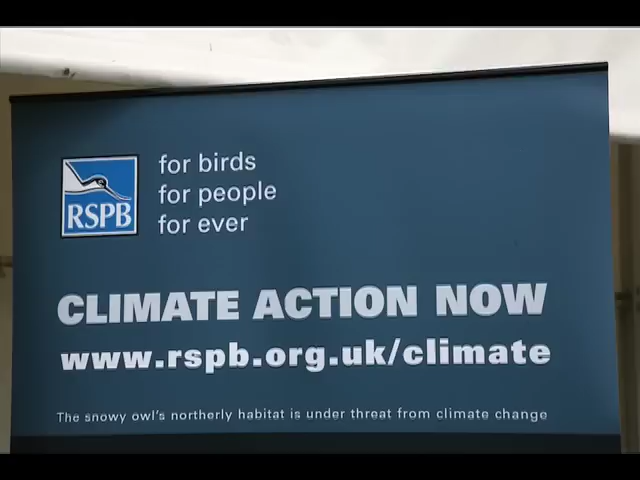 for birds
for people
for ever
RSPB
CLIMATE ACTION NOW
www.rspb.org.uk/climate
The snowy owl's northerly habitat is under threat from climate change